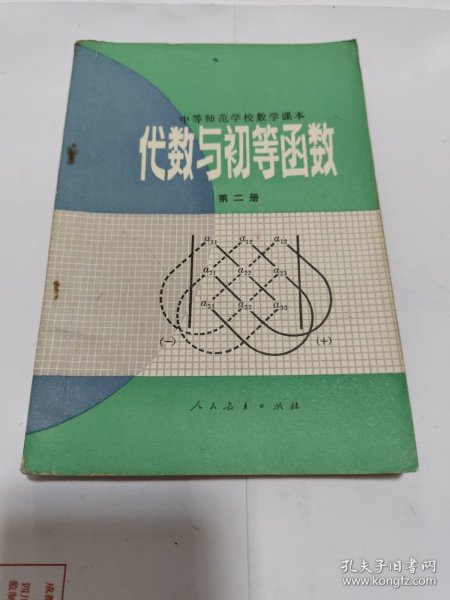 中等师范学校数学课本
代数与初等函数
第二册
a11 a12 a13
a21 a22 a23
a31 a32 a33
(一) (十)
人民教育出版社
孔夫子旧书网
www.kongfz.com